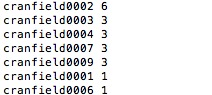 cranfield0002 6
cranfield0003 3
cranfield0004 3
cranfield0007 3
cranfield0009 3
cranfield0001 1
cranfield0006 1